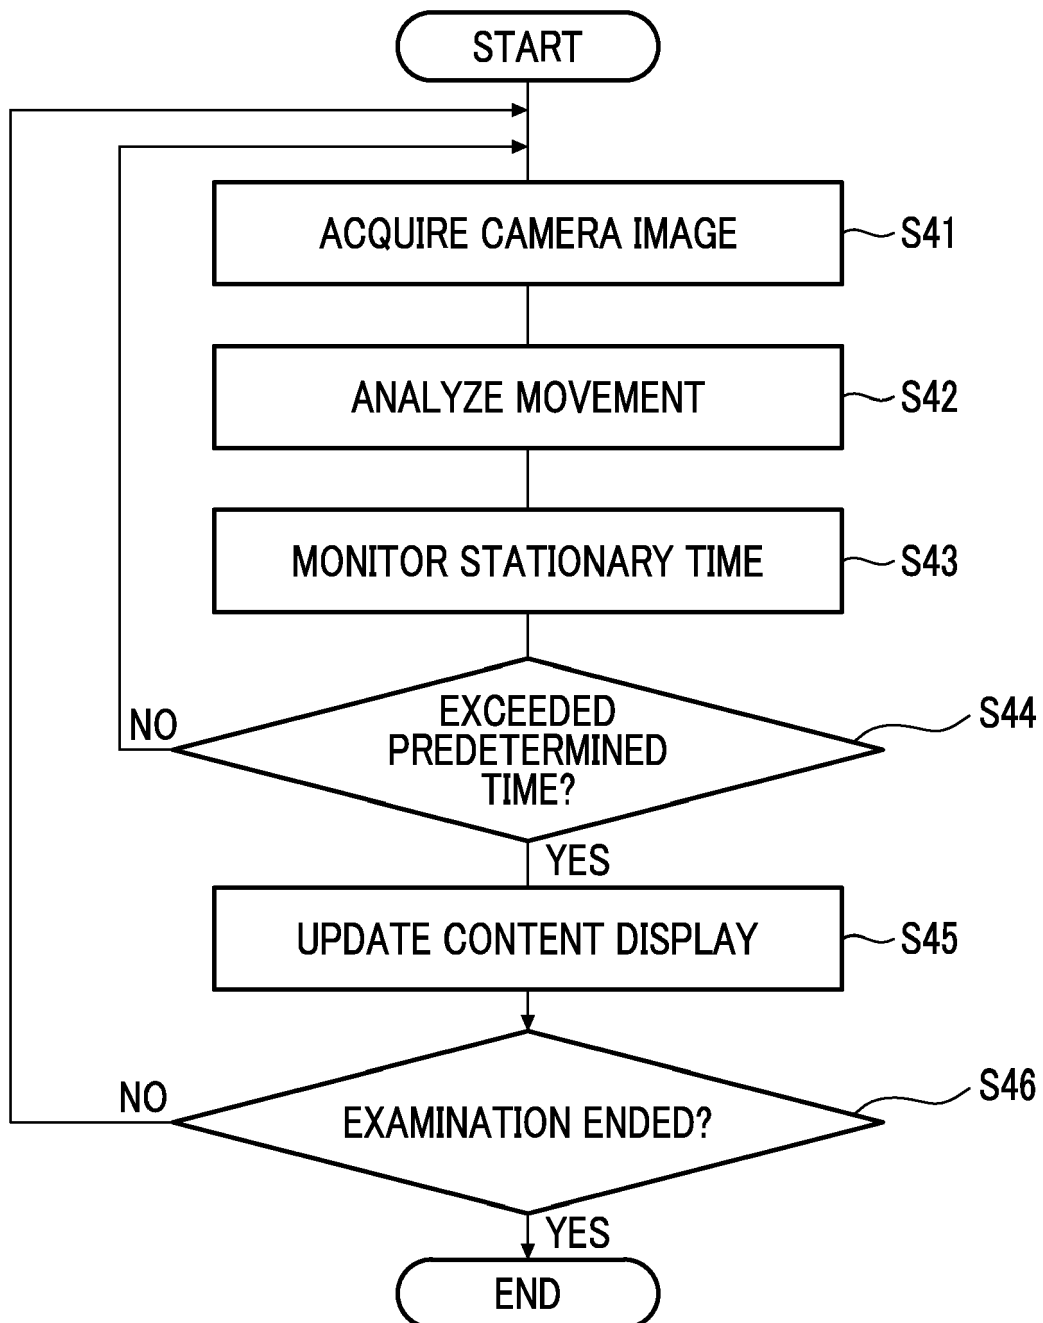 START
ACQUIRE CAMERA IMAGE
S41
ANALYZE MOVEMENT
S42
MONITOR STATIONARY TIME
S43
EXCEEDED
PREDETERMINED
TIME?
S44
NO
YES
UPDATE CONTENT DISPLAY
S45
EXAMINATION ENDED?
S46
NO
YES
END